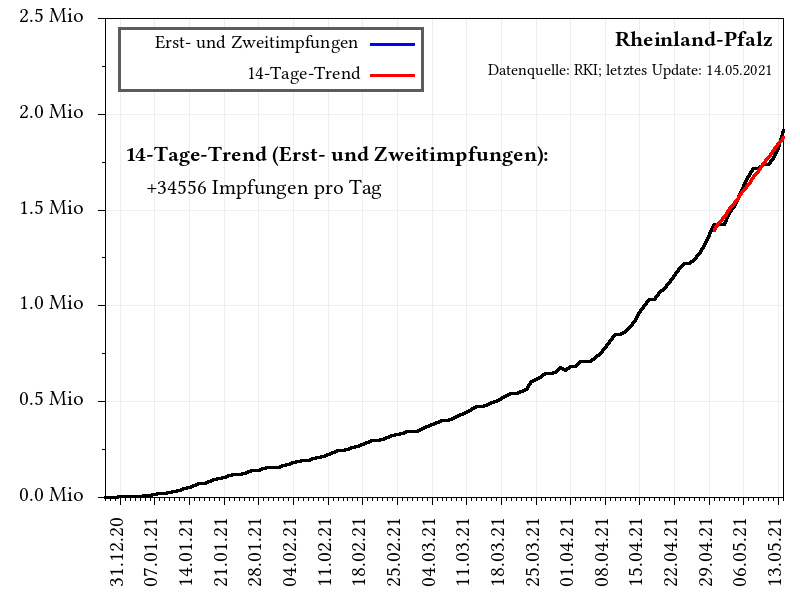 2.5 Mio
2.0 Mio
1.5 Mio
1.0 Mio
0.5 Mio
0.0 Mio
Erst- und Zweitimpfungen
14-Tage-Trend
Rheinland-Pfalz
Datenquelle: RKI; letztes Update: 14.05.2021
14-Tage-Trend (Erst- und Zweitimpfungen):
+34556 Impfungen pro Tag
31.12.20
07.01.21
14.01.21
21.01.21
28.01.21
04.02.21
11.02.21
18.02.21
25.02.21
04.03.21
11.03.21
18.03.21
25.03.21
01.04.21
08.04.21
15.04.21
22.04.21
29.04.21
06.05.21
13.05.21